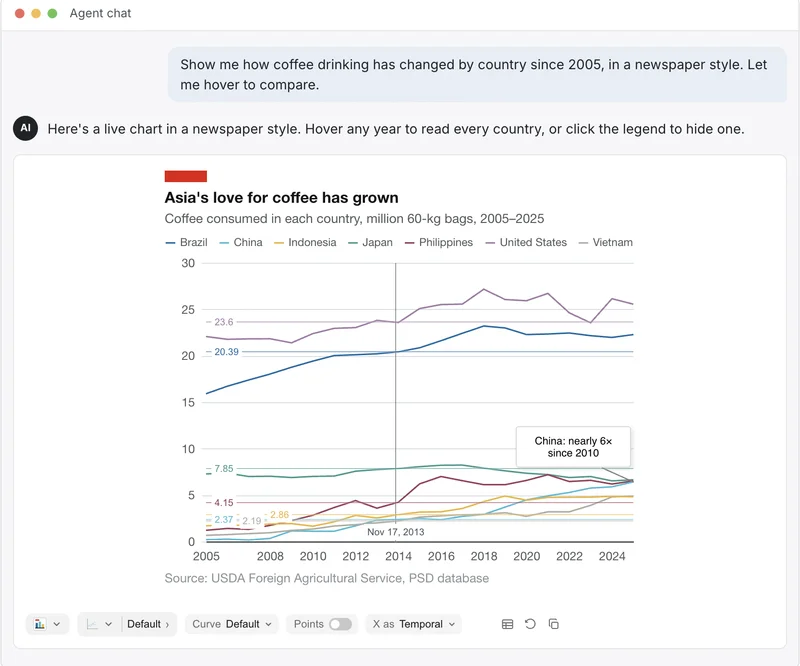 Agent chat
Show me how coffee drinking has changed by country since 2005, in a newspaper style. Let
me hover to compare.
AI
Here's a live chart in a newspaper style. Hover any year to read every country, or click the legend to hide one.
Asia's love for coffee has grown
Coffee consumed in each country, million 60-kg bags, 2005–2025
Brazil China Indonesia Japan Philippines United States Vietnam
30
25
23.6
20.39
20
15
10
China: nearly 6×
since 2010
7.85
5
4.15
2.86
2.37 2.19
Nov 17, 2013
0
2005 2008 2010 2012 2014 2016 2018 2020 2022 2024
Source: USDA Foreign Agricultural Service, PSD database
Default Curve Default Points X as Temporal